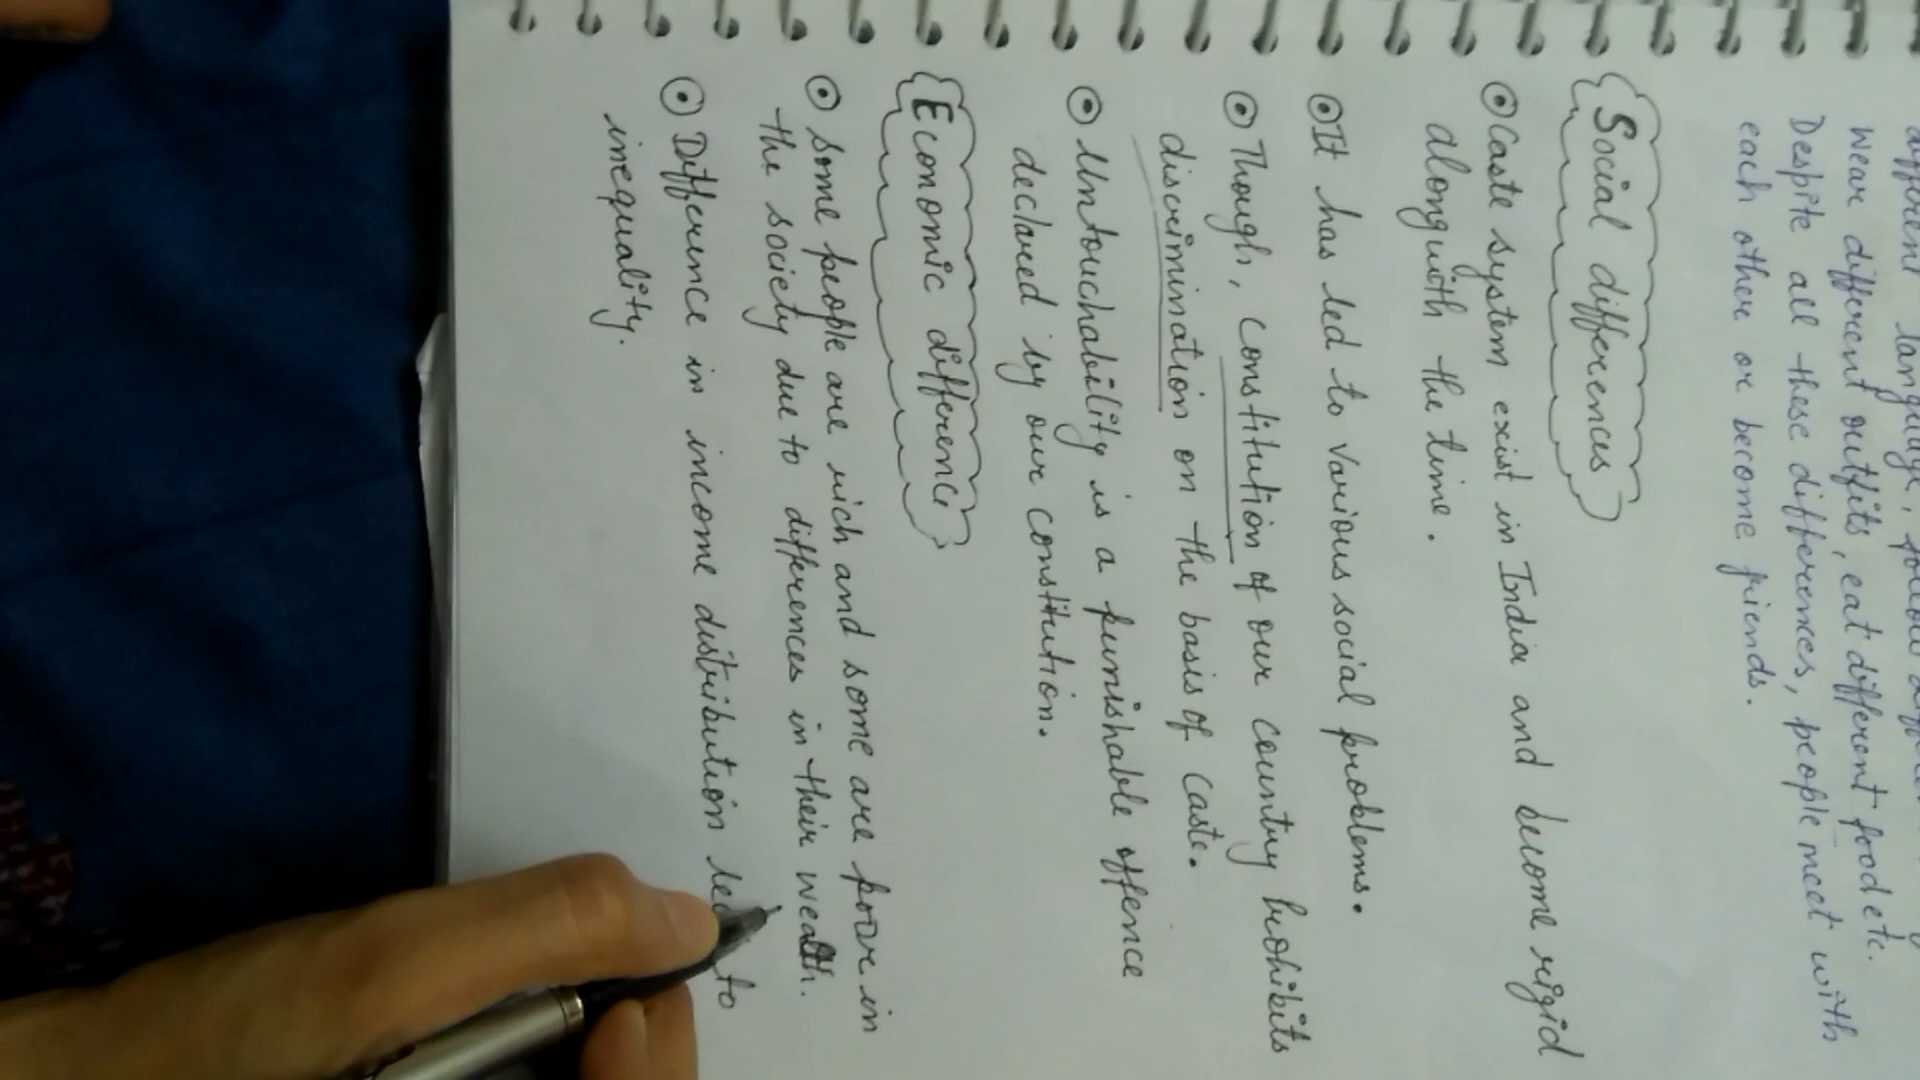 different language,
wear different outfits, eat different food etc.
Despite all these differences, people meet with
each other or become friends.
Social differences
Caste system exist in India and become rigid
alongwith the time.
It has led to various social problems.
Though, constitution of our country prohibits
discrimination on the basis of caste.
Untouchability is a punishable offence
declared by our constitution.
Economic difference
Some people are rich and some are poor in
the society due to differences in their wealth.
Difference in income distribution to
inequality.